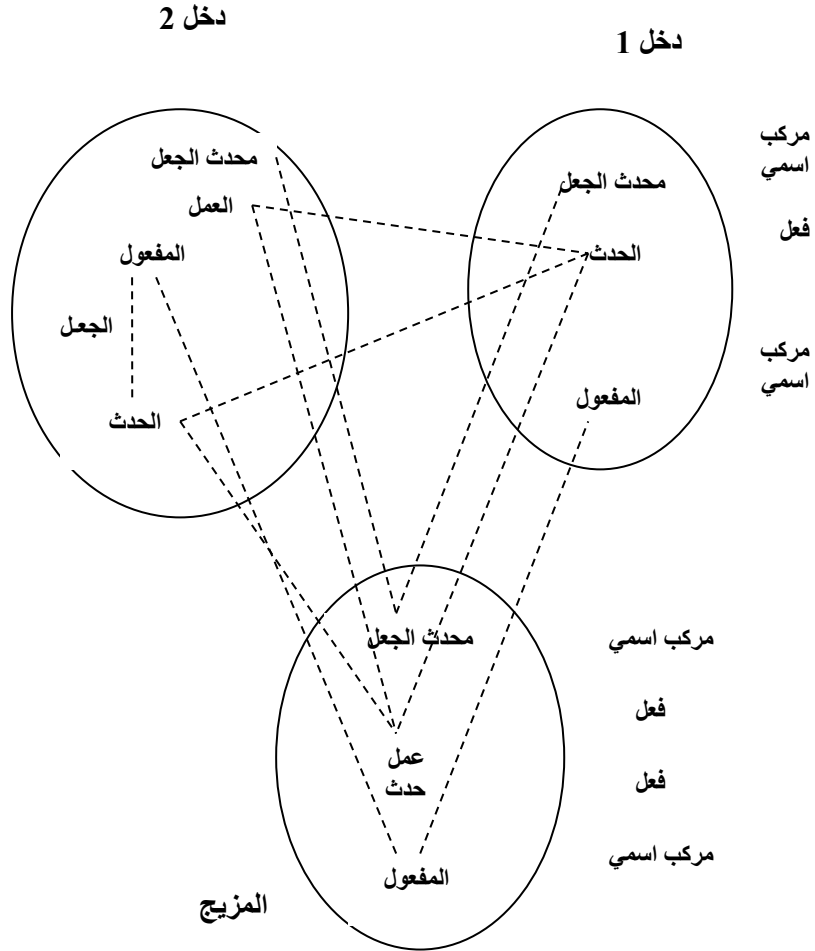 دخل 1
دخل 2
مركب
اسمي
محدث الجعل
محدث الجعل
العمل
فعل
الحدث
المفعول
الجعل
مركب
اسمي
المفعول
الحدث
مركب اسمي
محدث الجعل
فعل
عمل
فعل
حدث
مركب اسمي
المفعول
المزيج